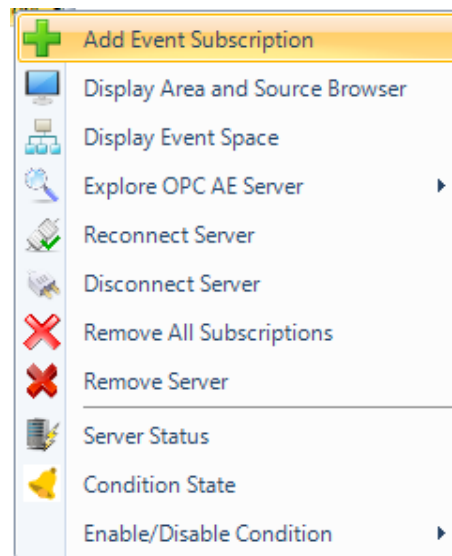 Add Event Subscription
Display Area and Source Browser
Display Event Space
Explore OPC AE Server
Reconnect Server
Disconnect Server
Remove All Subscriptions
Remove Server
Server Status
Condition State
Enable/Disable Condition